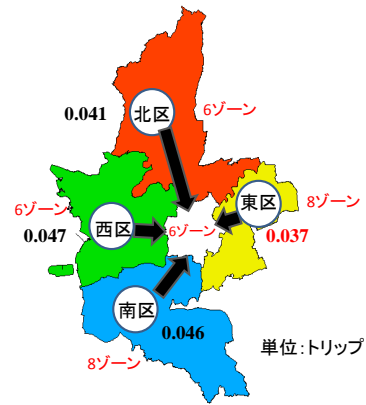 0.041
北区
6ゾーン
6ゾーン
0.047
西区
6ゾーン
東区
8ゾーン
0.037
南区
0.046
8ゾーン
単位:トリップ